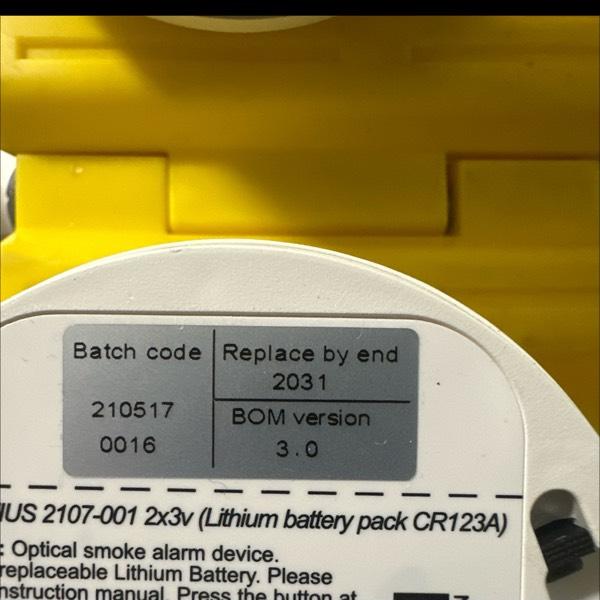 Batch code
210517
0016
Replace by end
2031
BOM version
3.0
2107-001 2x3v (Lithium battery pack CR123A)
: Optical smoke alarm device.
replaceable Lithium Battery. Please
manual. Press the button at